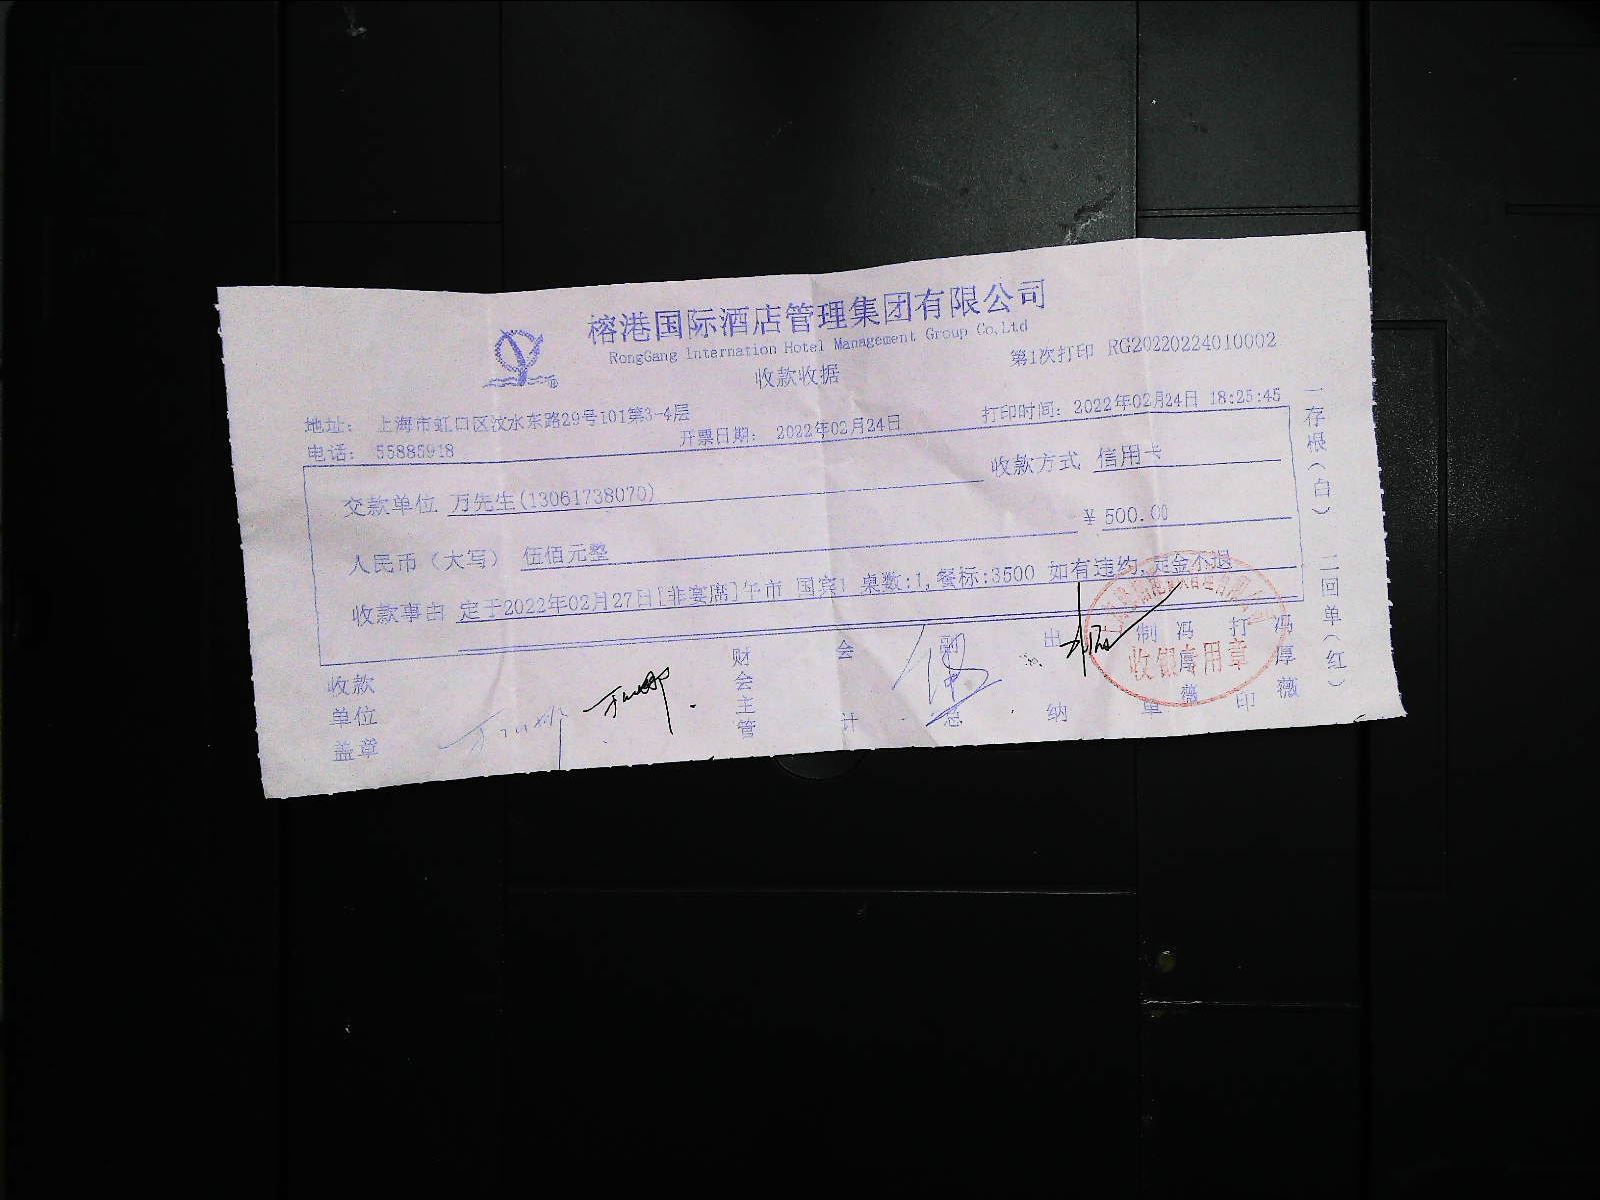 榕港国际酒店管理集团有限公司
RongGang Internation Hotel Management Group Co,Ltd
收款收据
第1次打印 RG20220224010002
地址: 上海市虹口区汶水东路29号101第3-4层
电话: 55885918
开票日期: 2022年02月24日
打印时间: 2022年02月24日 18:25:45
交款单位 万先生(13061738070)
收款方式 信用卡
人民币（大写） 伍佰元整
¥ 500.00
收款事由 定于2022年02月27日[非宴席]午市 国宾1 桌数:1,餐标:3500 如有违约,定金不退
收款单位盖章
财会主管
会计
副总
出纳
制单 冯厚薇
打印 冯厚薇
收银专用章
一存根(白) 二回单(红)